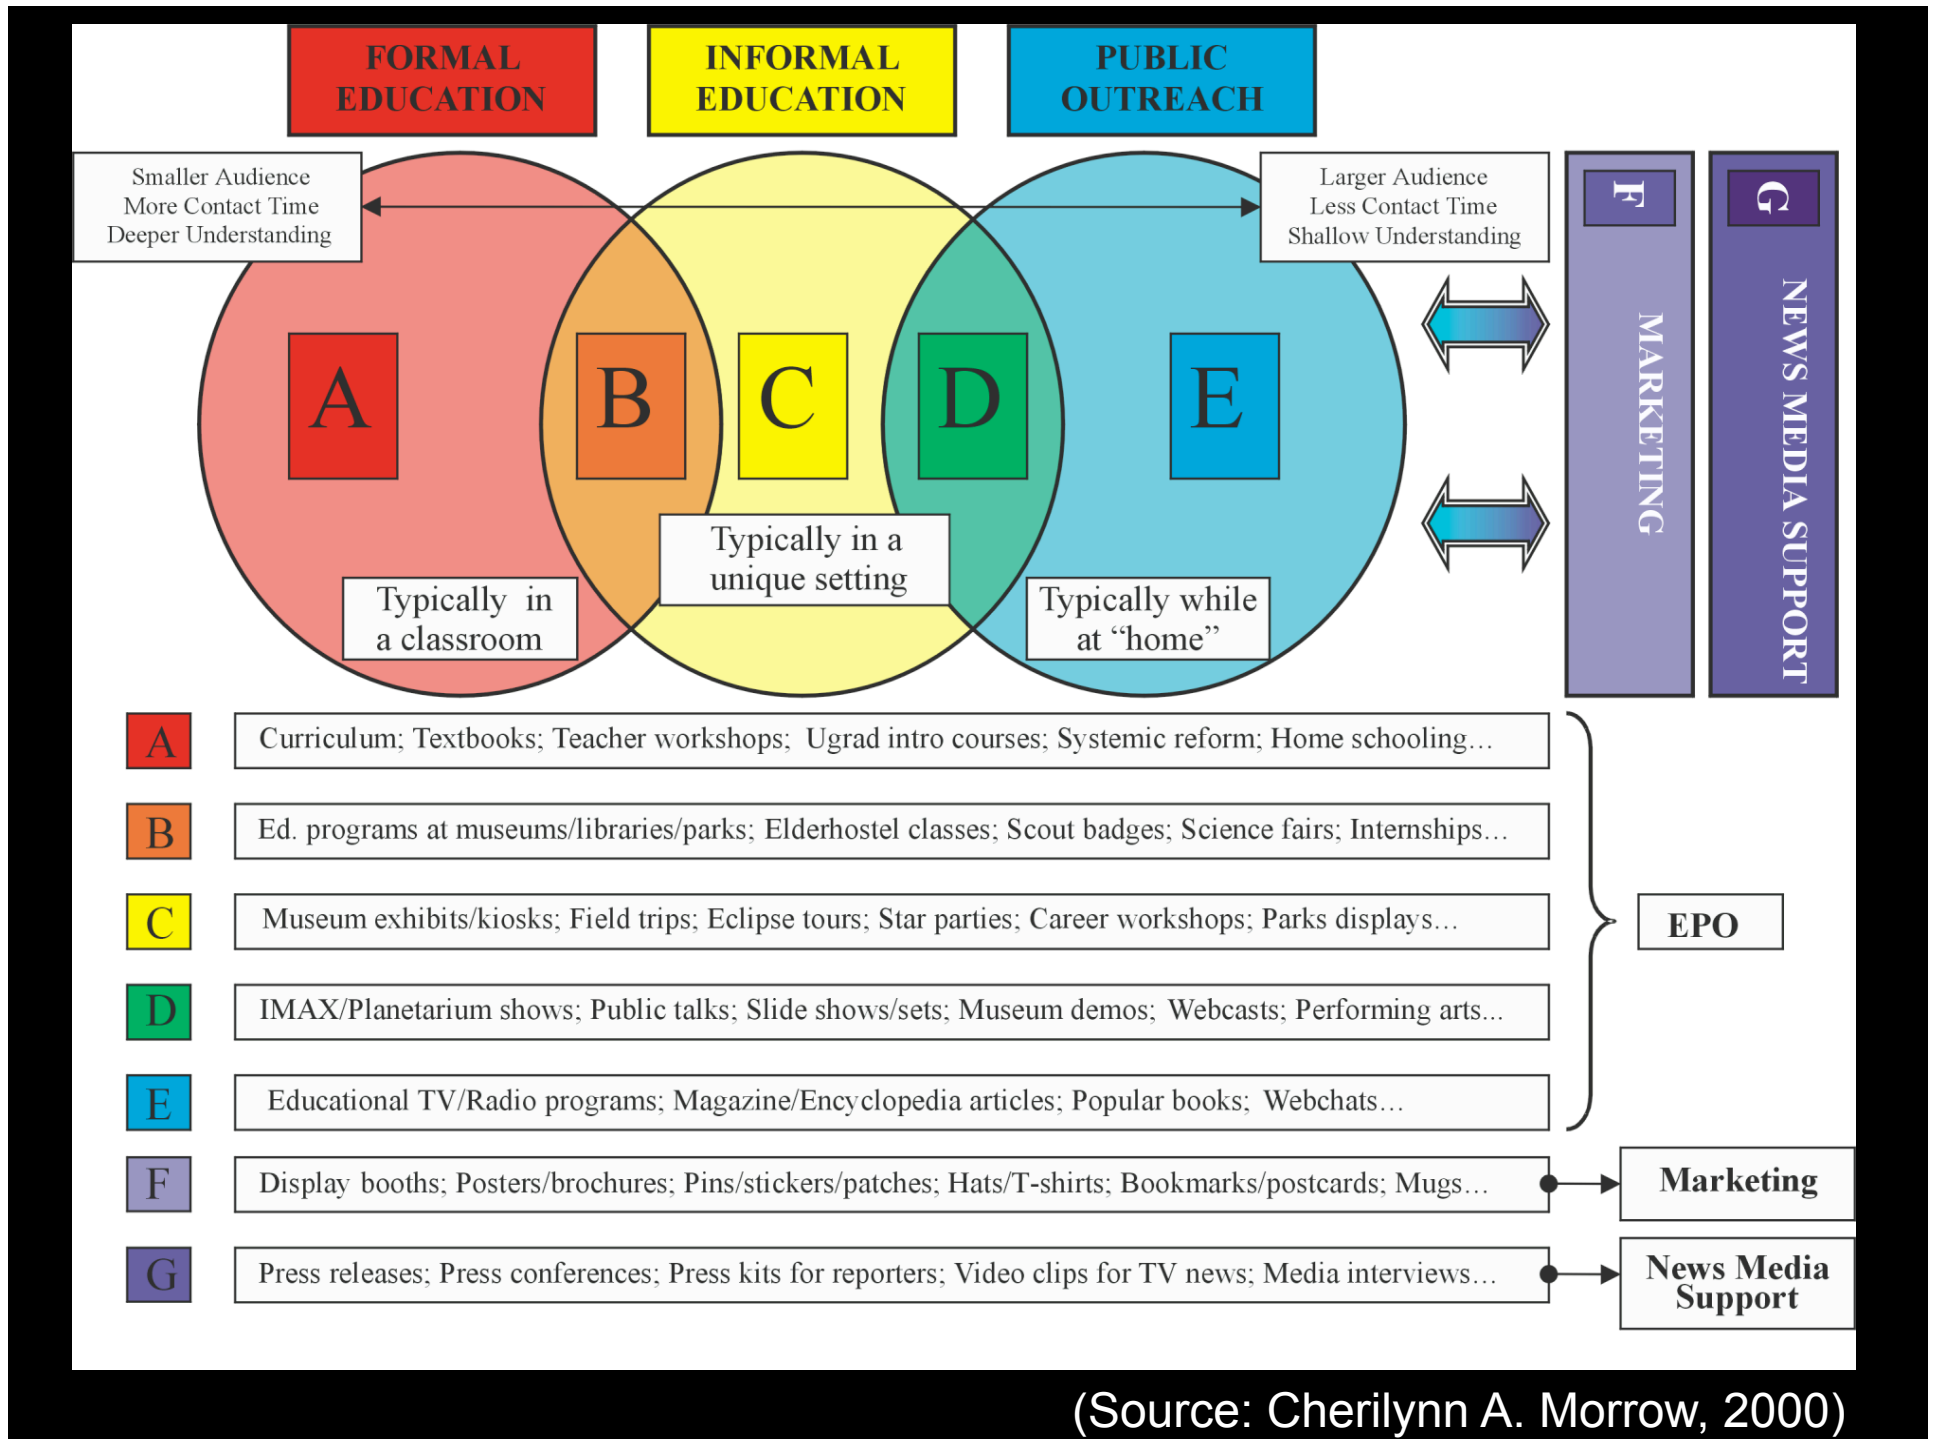 FORMAL
EDUCATION
INFORMAL
EDUCATION
PUBLIC
OUTREACH
Smaller Audience
More Contact Time
Deeper Understanding
Larger Audience
Less Contact Time
Shallow Understanding
F
MARKETING
G
NEWS MEDIA SUPPORT
A
B
C
D
E
Typically in
a classroom
Typically in a
unique setting
Typically while
at “home”
A
Curriculum; Textbooks; Teacher workshops; Ugrad intro courses; Systemic reform; Home schooling…
B
Ed. programs at museums/libraries/parks; Elderhostel classes; Scout badges; Science fairs; Internships…
C
Museum exhibits/kiosks; Field trips; Eclipse tours; Star parties; Career workshops; Parks displays…
D
IMAX/Planetarium shows; Public talks; Slide shows/sets; Museum demos; Webcasts; Performing arts...
E
Educational TV/Radio programs; Magazine/Encyclopedia articles; Popular books; Webchats…
EPO
F
Display booths; Posters/brochures; Pins/stickers/patches; Hats/T-shirts; Bookmarks/postcards; Mugs…
Marketing
G
Press releases; Press conferences; Press kits for reporters; Video clips for TV news; Media interviews…
News Media
Support
(Source: Cherilynn A. Morrow, 2000)